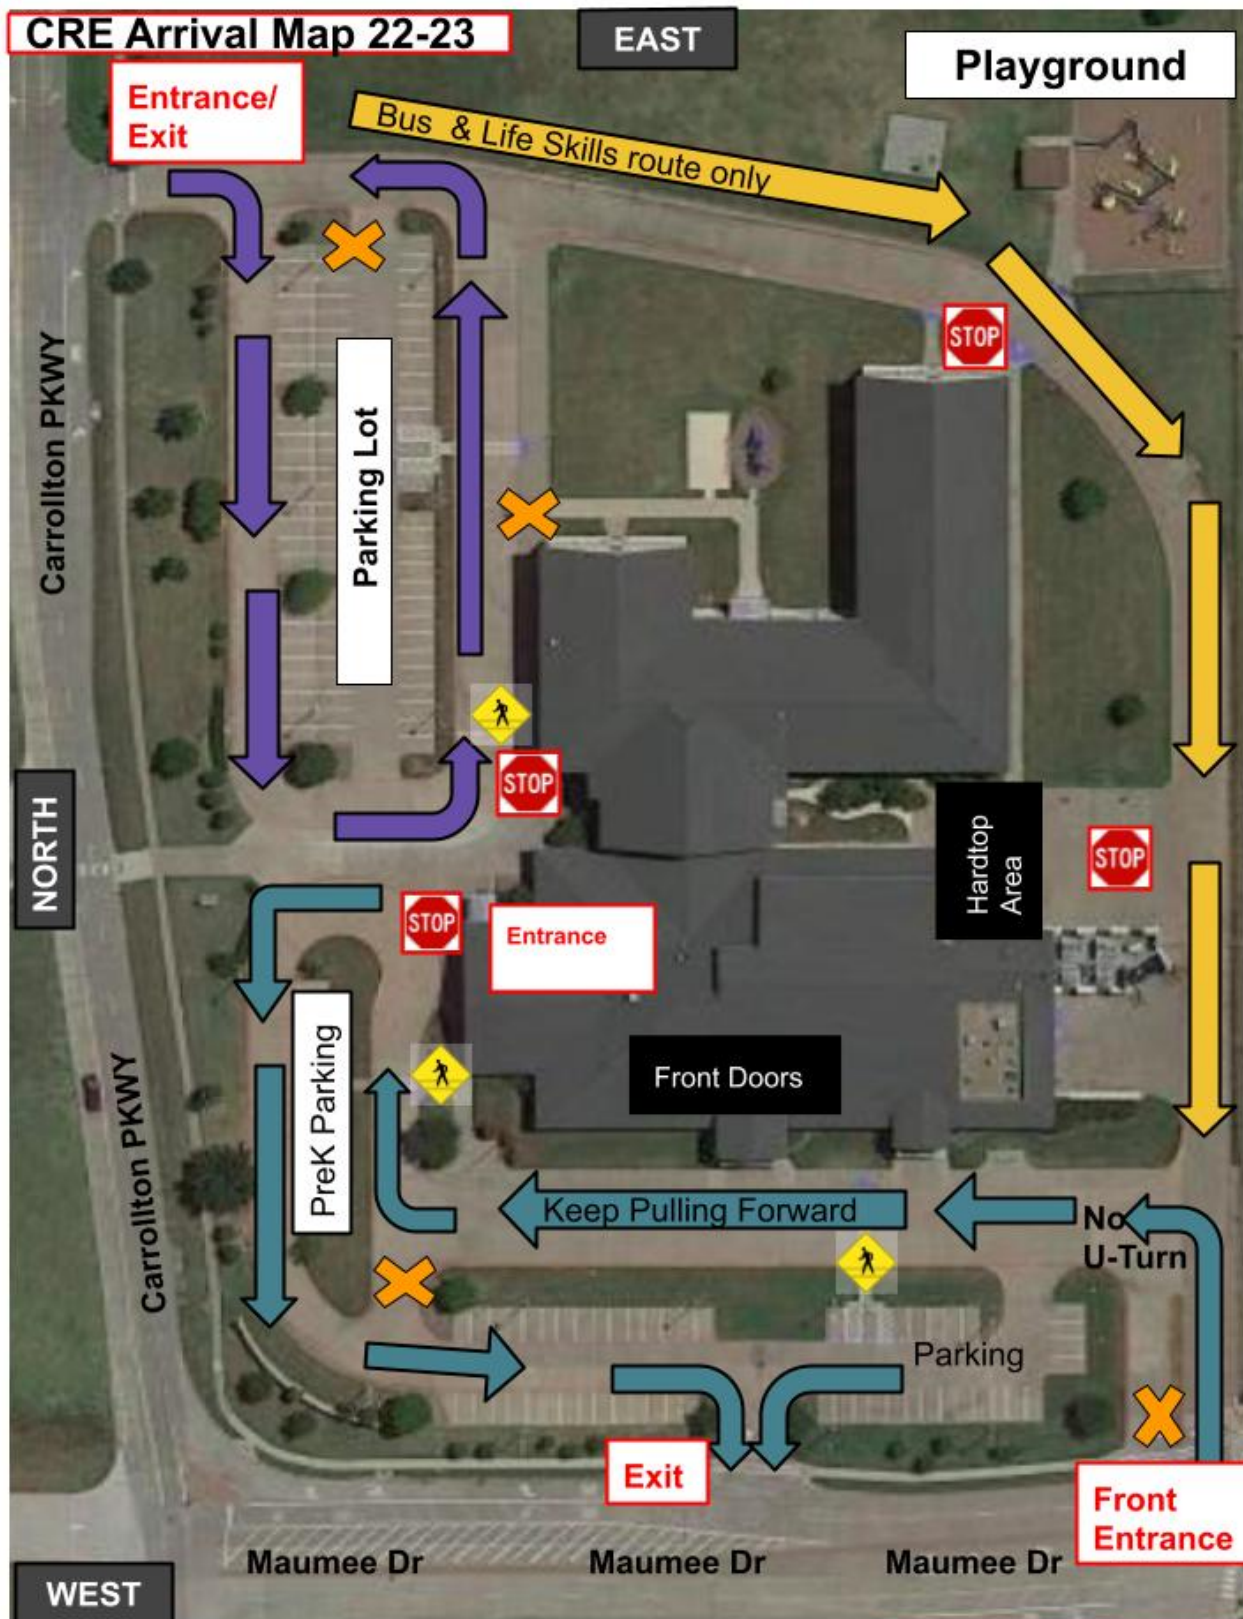 CRE Arrival Map 22-23
EAST
Playground
Entrance/
Exit
Bus & Life Skills route only
STOP
Carrollton PKWY
Parking Lot
STOP
NORTH
Hardtop
Area
STOP
STOP
Entrance
Carrollton PKWY
PreK Parking
Front Doors
Keep Pulling Forward
No
U-Turn
Parking
Exit
Front
Entrance
Maumee Dr
Maumee Dr
Maumee Dr
WEST